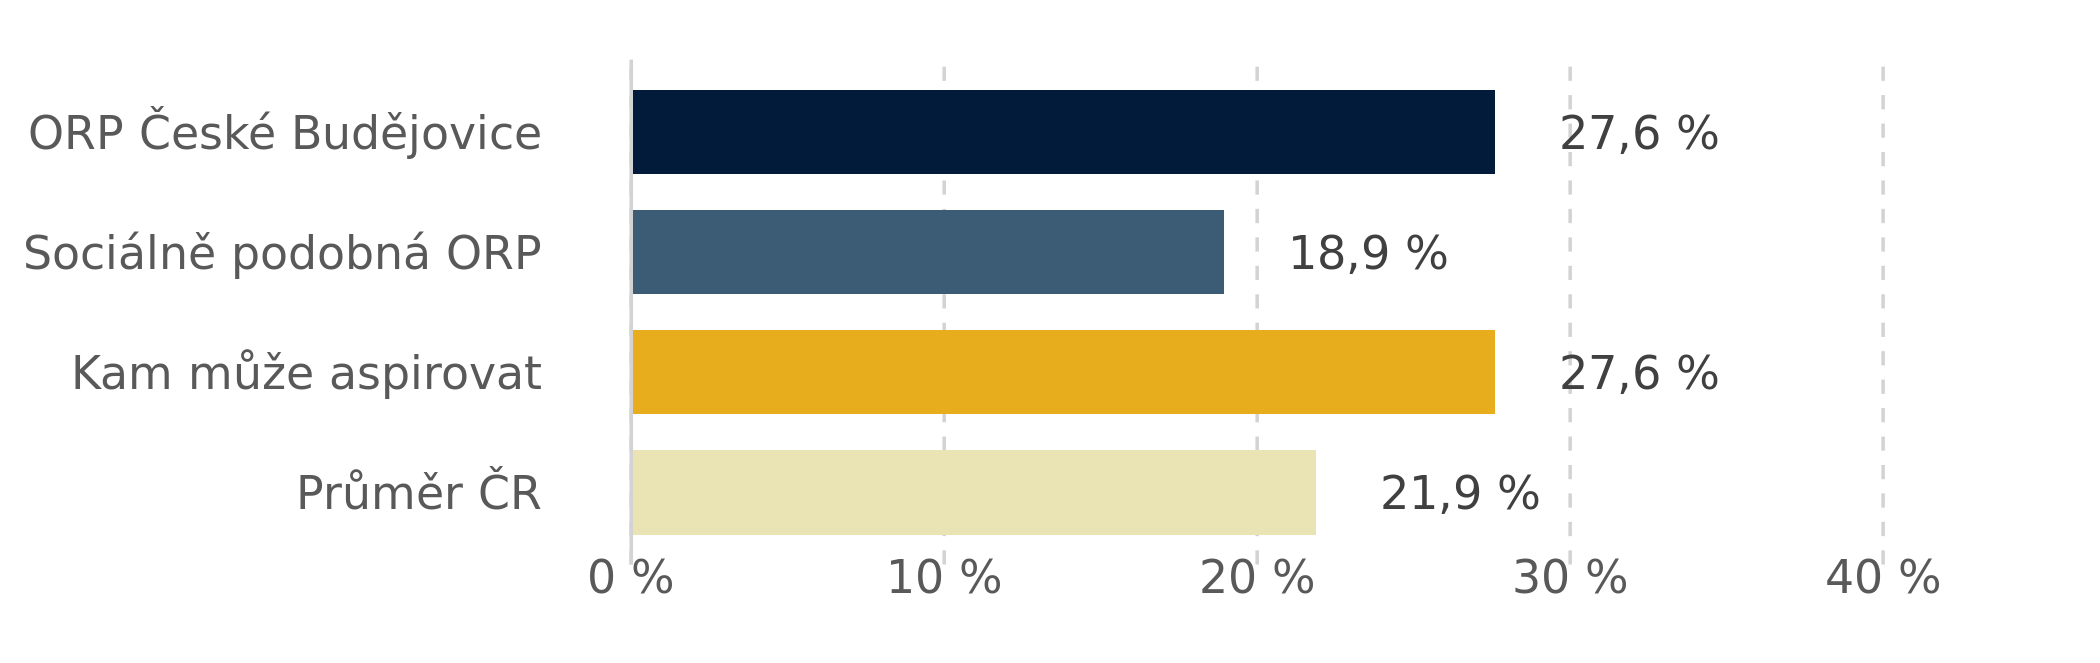 ORP České Budějovice 27,6 %
Sociálně podobná ORP 18,9 %
Kam může aspirovat 27,6 %
Průměr ČR 21,9 %
0 % 10 % 20 % 30 % 40 %